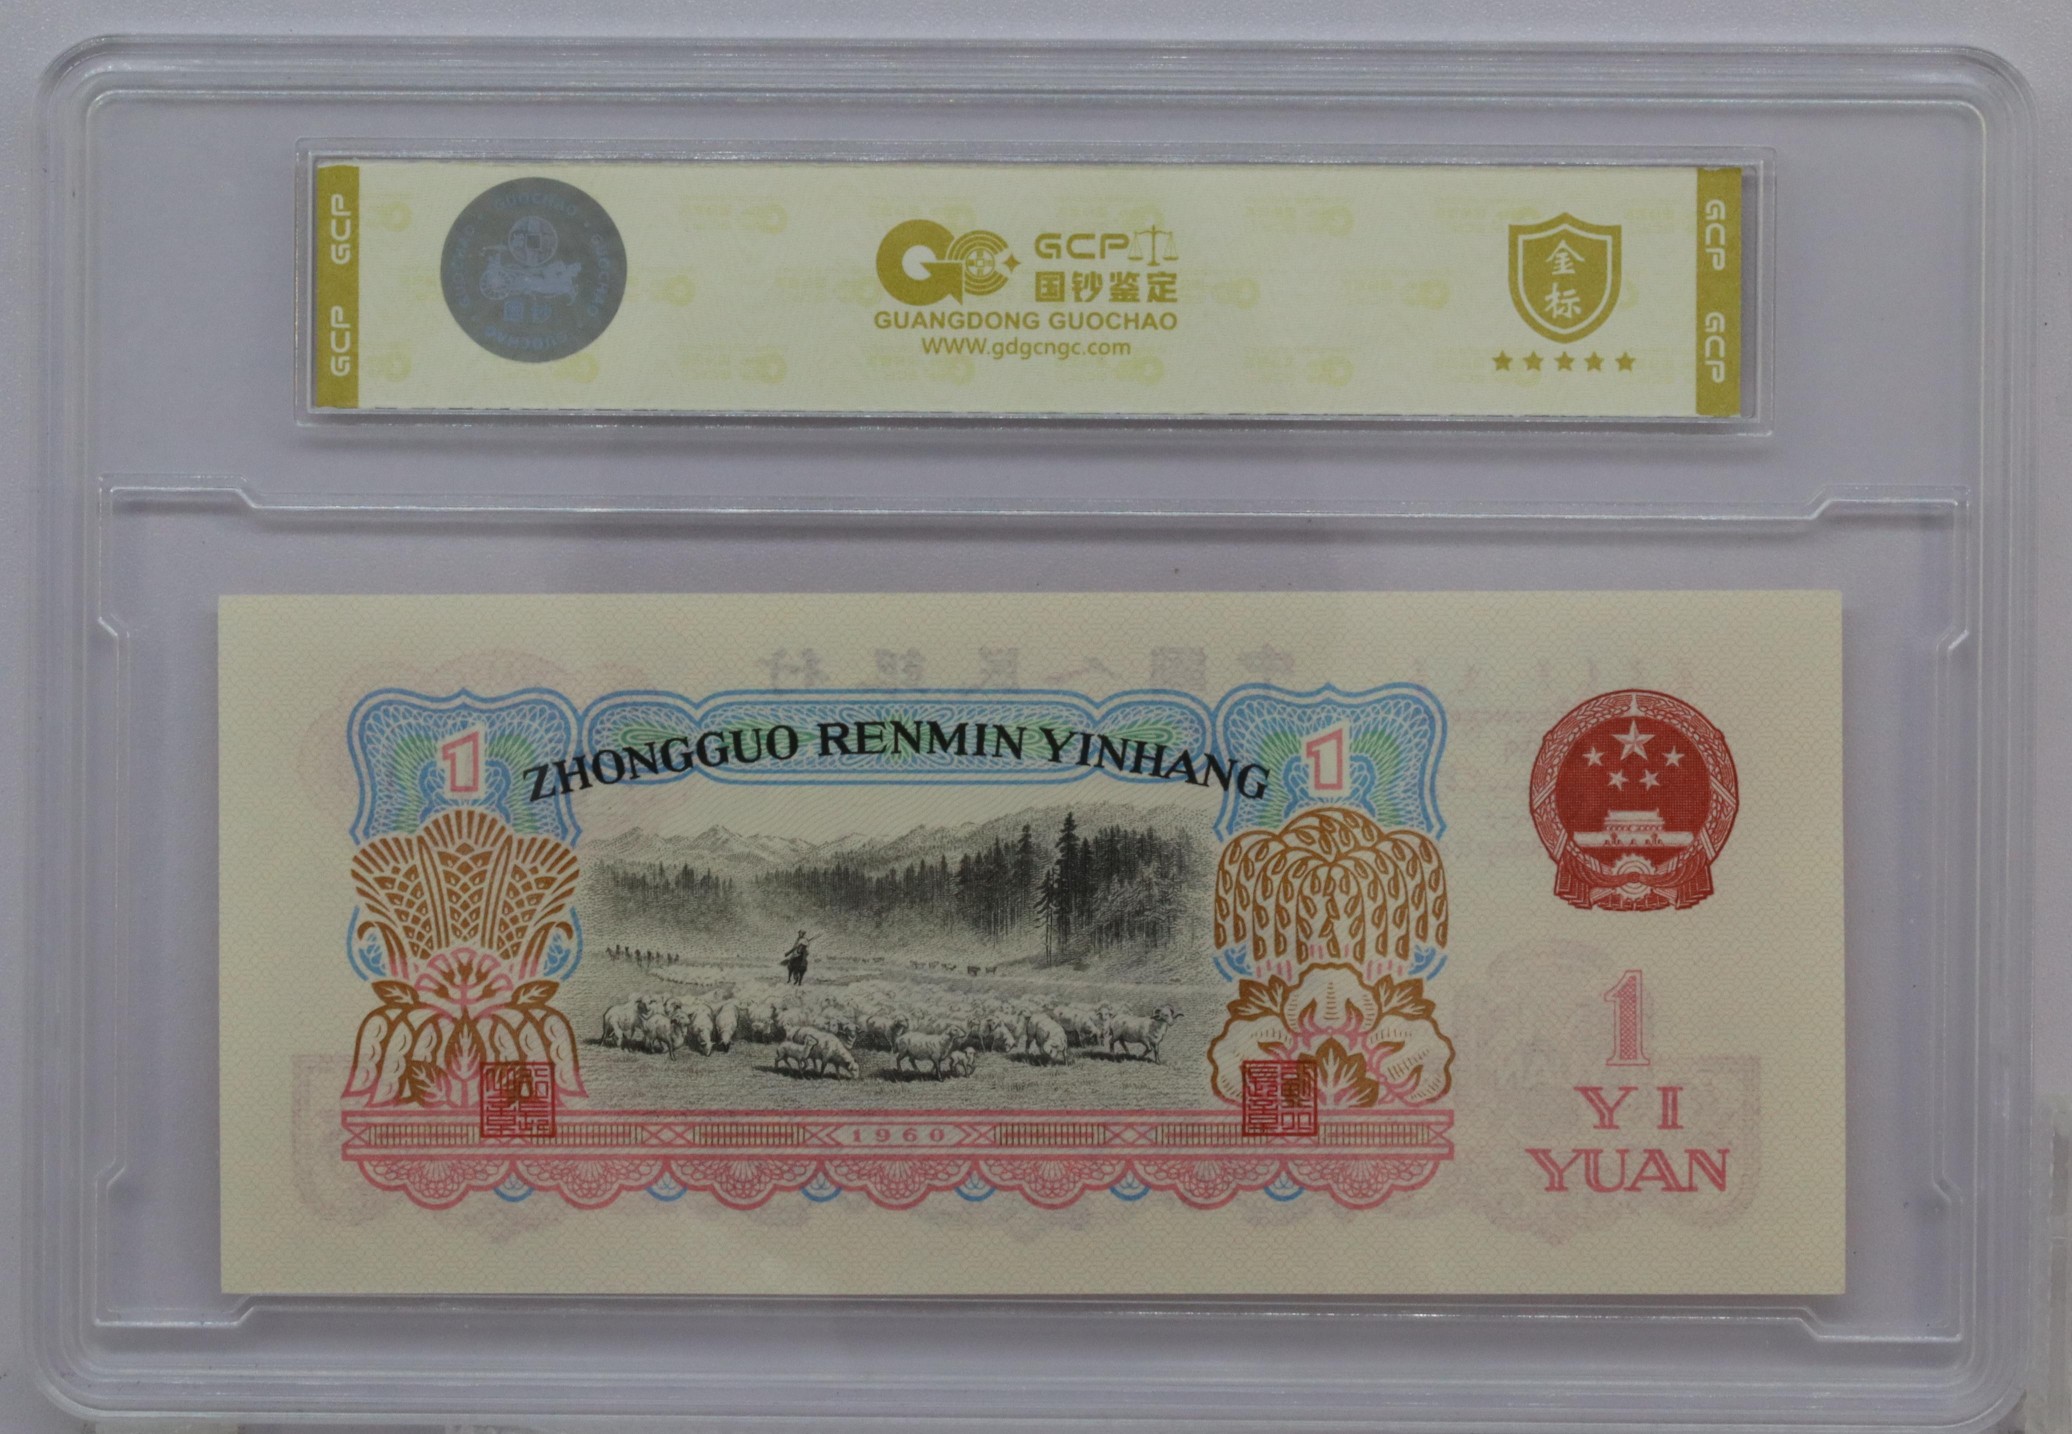 GCP GCP
GUOCHAO
GCP
国钞鉴定
GUANGDONG GUOCHAO
WWW.gdgcngc.com
金
标
GCP GCP
ZHONGGUO RENMIN YINHANG
1
1
1960
1
YI
YUAN